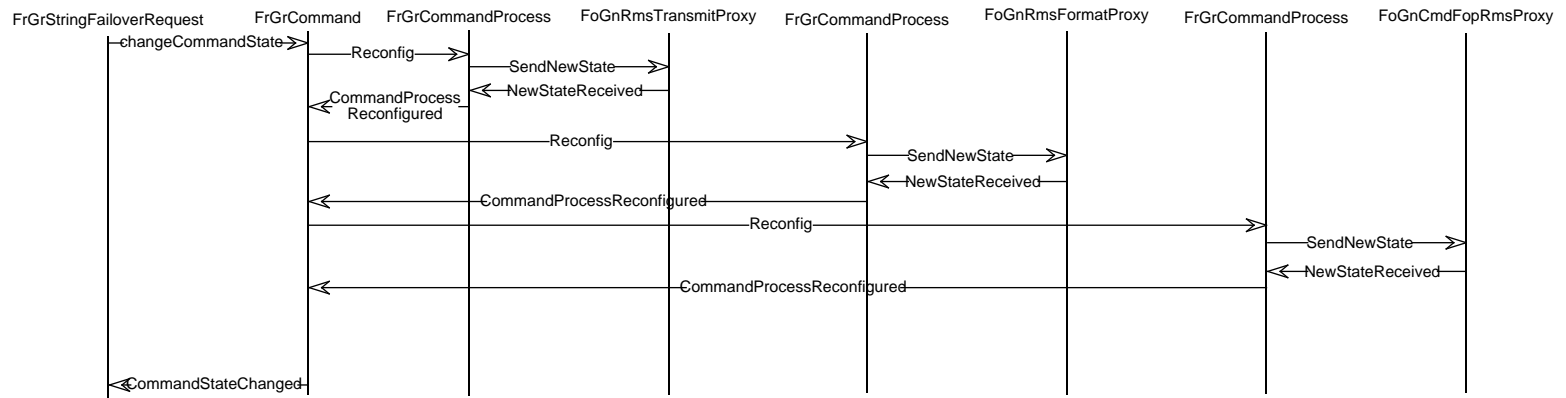 FrGrStringFailoverRequest
FrGrCommand
FrGrCommandProcess
FoGnRmsTransmitProxy
FrGrCommandProcess
FoGnRmsFormatProxy
FrGrCommandProcess
FoGnCmdFopRmsProxy
changeCommandState
Reconfig
SendNewState
NewStateReceived
CommandProcess
Reconfigured
Reconfig
SendNewState
NewStateReceived
CommandProcessReconfigured
Reconfig
SendNewState
NewStateReceived
CommandProcessReconfigured
CommandStateChanged